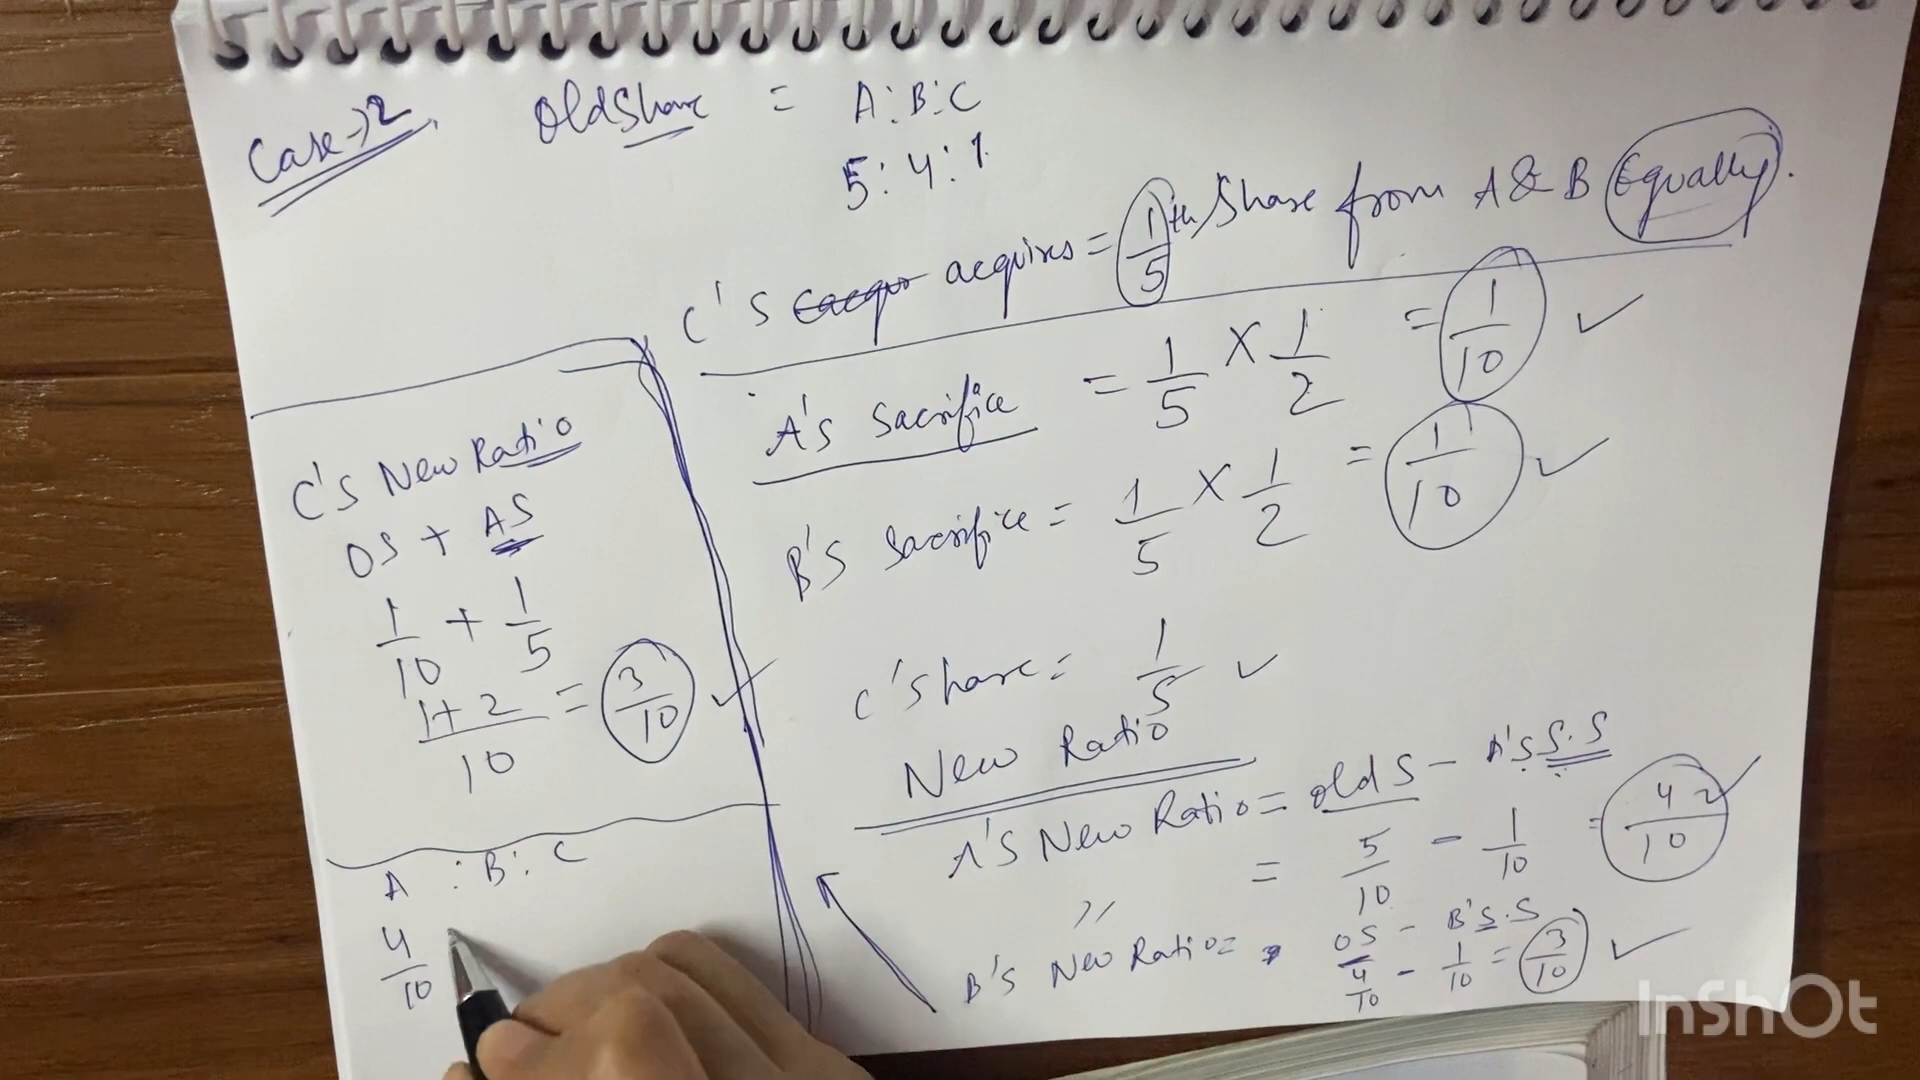 Case→2, Old Share = A:B:C
5:4:1
C's acquires = 1/5 th Share from A & B Equally.
A's Sacrifice = 1/5 X 1/2 = 1/10 ✓
B's Sacrifice = 1/5 X 1/2 = 1/10 ✓
C'share = 1/5 ✓
New Ratio
A's New Ratio = old S - A's S.S
= 5/10 - 1/10 = 4/10 ✓
B's New Ratio = OS - B's S.S
4/10 - 1/10 = 3/10 ✓
C's New Ratio
OS + AS
1/10 + 1/5
1+2/10 = 3/10 ✓
A : B : C
4/10
InShOt